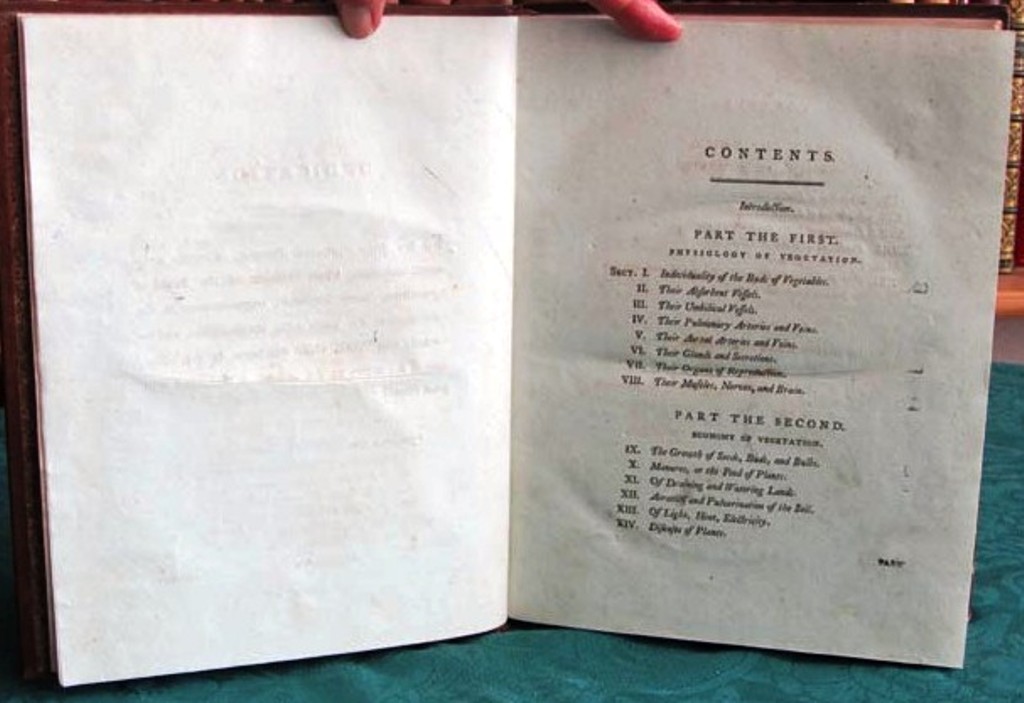 CONTENTS.
Introduction.
PART THE FIRST.
PHYSIOLOGY OF VEGETATION.
SECT. I. Individuality of the Buds of Vegetables.
II. Their Abſorbent Veſſels.
III. Their Umbilical Veſſels.
IV. Their Pulmonary Arteries and Veins.
V. Their Aortal Arteries and Veins.
VI. Their Glands and Secretions.
VII. Their Organs of Reproduction.
VIII. Their Muſcles, Nerves, and Brain.
PART THE SECOND.
ECONOMY OF VEGETATION.
IX. The Growth of Seeds, Buds, and Bulbs.
X. Manures, or the Food of Plants.
XI. Of Draining and Watering Lands.
XII. Aeration and Pulverization of the Soil.
XIII. Of Light, Heat, Electricity.
XIV. Diſeaſes of Plants.
PART